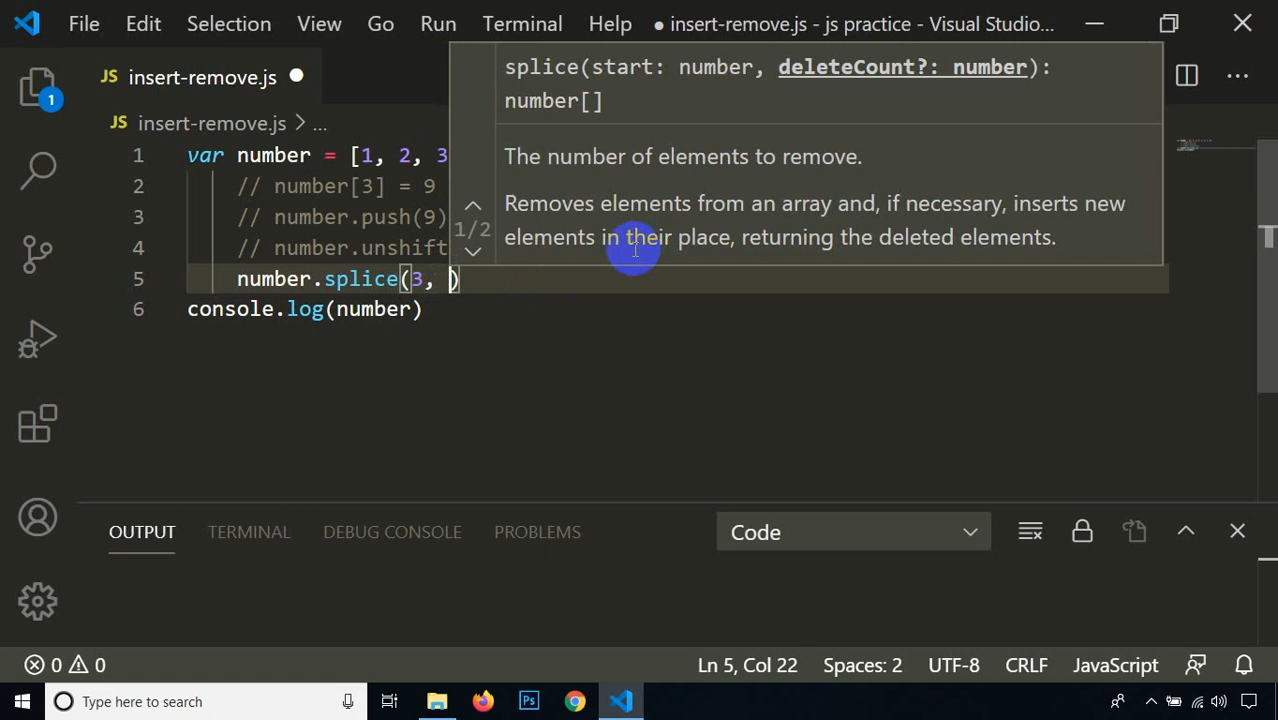 File Edit Selection View Go Run Terminal Help ● insert-remove.js - js practice - Visual Studio...
JS insert-remove.js ●
JS insert-remove.js > ...
splice(start: number, deleteCount?: number):
number[]
The number of elements to remove.
Removes elements from an array and, if necessary, inserts new
elements in their place, returning the deleted elements.
1/2
1 var number = [1, 2, 3
2 // number[3] = 9
3 // number.push(9)
4 // number.unshift
5 number.splice(3, )
6 console.log(number)
1
OUTPUT TERMINAL DEBUG CONSOLE PROBLEMS Code
0 0 Ln 5, Col 22 Spaces: 2 UTF-8 CRLF JavaScript
Type here to search Ps